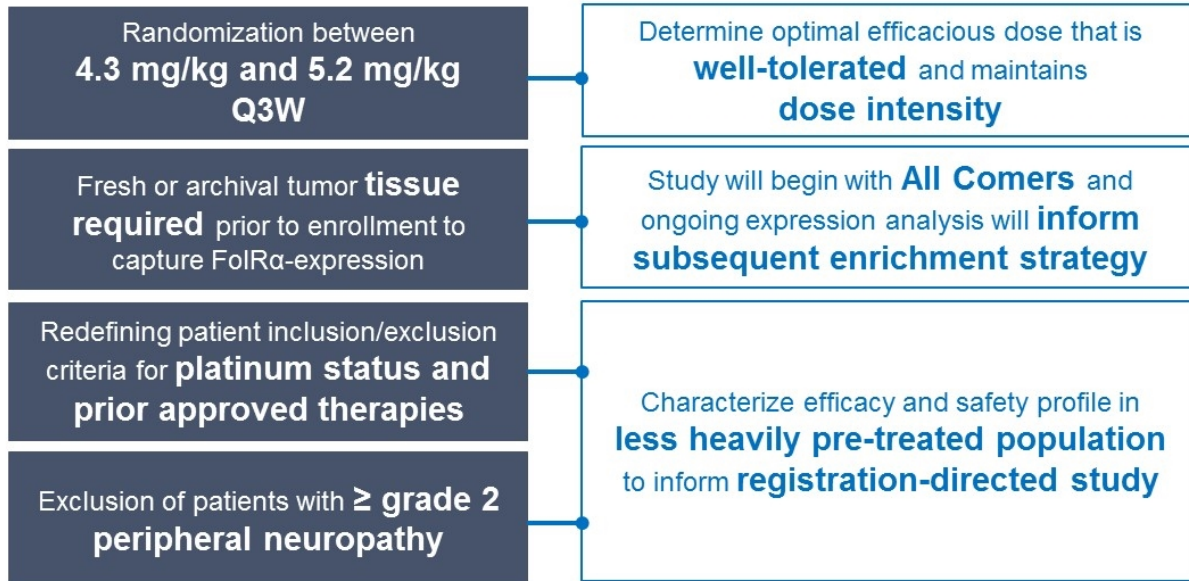 Randomization between
4.3 mg/kg and 5.2 mg/kg
Q3W
Determine optimal efficacious dose that is
well-tolerated and maintains
dose intensity
Fresh or archival tumor tissue
required prior to enrollment to
capture FolRα-expression
Study will begin with All Comers and
ongoing expression analysis will inform
subsequent enrichment strategy
Redefining patient inclusion/exclusion
criteria for platinum status and
prior approved therapies
Exclusion of patients with ≥ grade 2
peripheral neuropathy
Characterize efficacy and safety profile in
less heavily pre-treated population
to inform registration-directed study